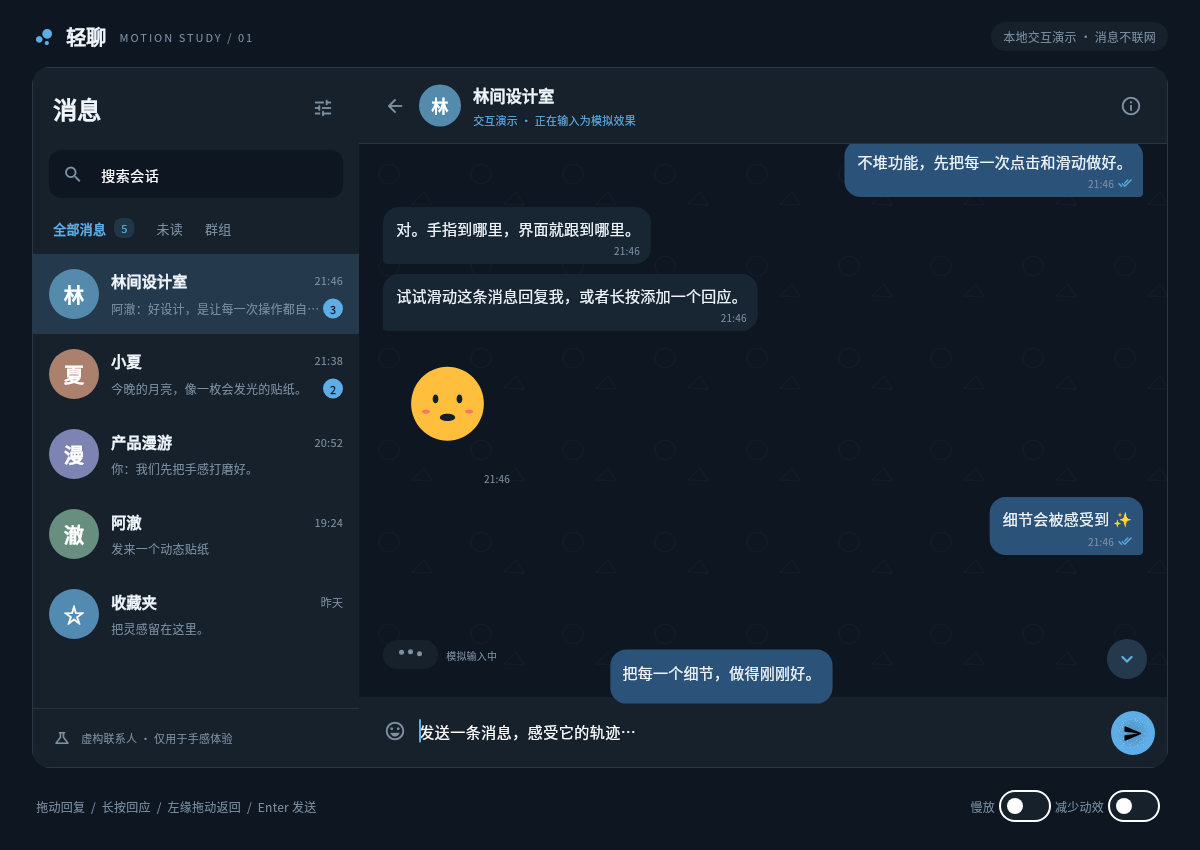 轻聊 MOTION STUDY / 01
本地交互演示 · 消息不联网
消息
搜索会话
全部消息 5 未读 群组
林间设计室 21:46
阿澈：好设计，是让每一次操作都自… 3
小夏 21:38
今晚的月亮，像一枚会发光的贴纸。 2
产品漫游 20:52
你：我们先把手感打磨好。
阿澈 19:24
发来一个动态贴纸
收藏夹 昨天
把灵感留在这里。
林
夏
漫
澈
虚构联系人 · 仅用于手感体验
林
林间设计室
交互演示 · 正在输入为模拟效果
不堆功能，先把每一次点击和滑动做好。
21:46
对。手指到哪里，界面就跟到哪里。
21:46
试试滑动这条消息回复我，或者长按添加一个回应。
21:46
21:46
细节会被感受到 ✨
21:46
模拟输入中
把每一个细节，做得刚刚好。
发送一条消息，感受它的轨迹…
拖动回复 / 长按回应 / 左缘拖动返回 / Enter 发送
慢放 减少动效